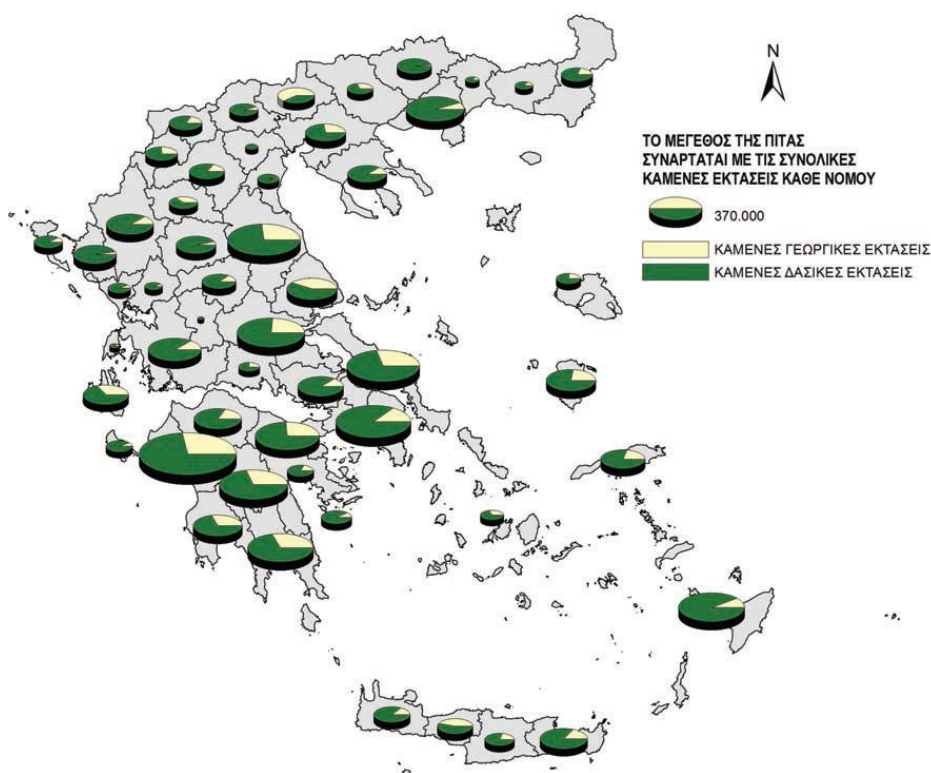 N
ΤΟ ΜΕΓΕΘΟΣ ΤΗΣ ΠΙΤΑΣ
ΣΥΝΑΡΤΑΤΑΙ ΜΕ ΤΙΣ ΣΥΝΟΛΙΚΕΣ
ΚΑΜΕΝΕΣ ΕΚΤΑΣΕΙΣ ΚΑΘΕ ΝΟΜΟΥ
370.000
ΚΑΜΕΝΕΣ ΓΕΩΡΓΙΚΕΣ ΕΚΤΑΣΕΙΣ
ΚΑΜΕΝΕΣ ΔΑΣΙΚΕΣ ΕΚΤΑΣΕΙΣ